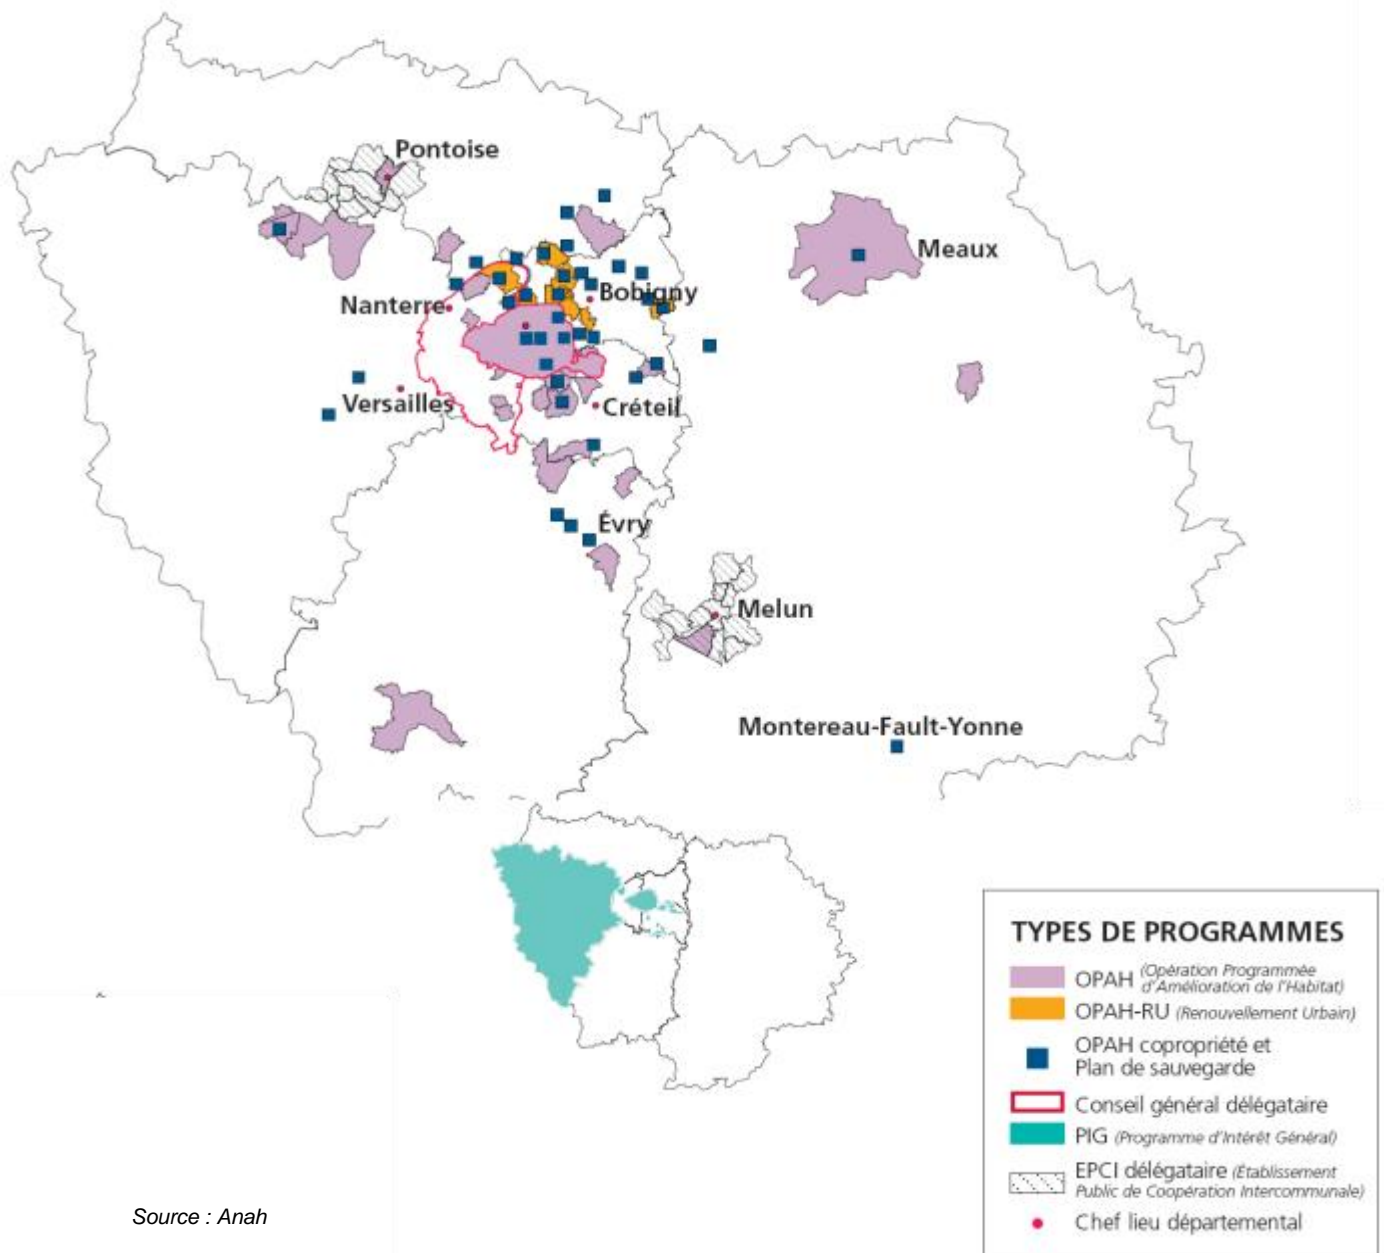 Pontoise
Meaux
Nanterre
Bobigny
Versailles
Créteil
Évry
Melun
Montereau-Fault-Yonne
TYPES DE PROGRAMMES
OPAH (Opération Programmée
d'Amélioration de l'Habitat)
OPAH-RU (Renouvellement Urbain)
OPAH copropriété et
Plan de sauvegarde
Conseil général délégataire
PIG (Programme d'Intérêt Général)
EPCI délégataire (Établissement
Public de Coopération Intercommunale)
Chef lieu départemental
Source : Anah